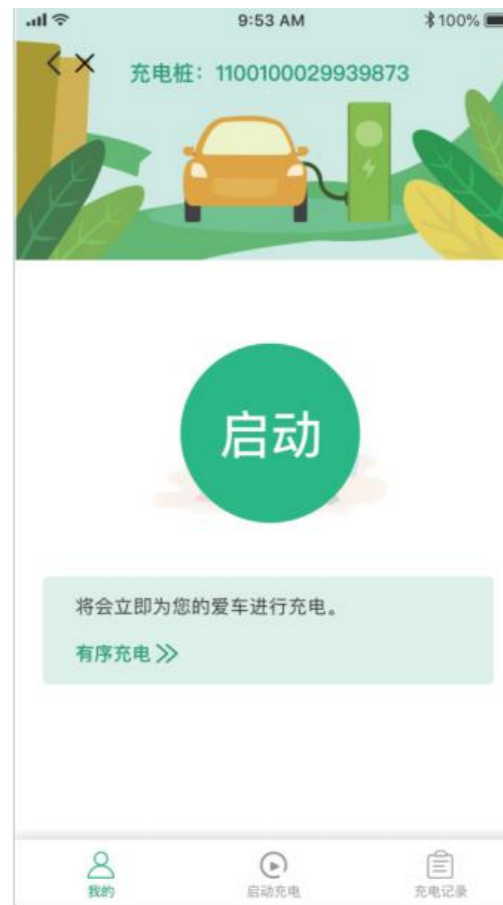 9:53 AM
100%
充电桩：1100100029939873
启动
将会立即为您的爱车进行充电。
有序充电
我的
启动充电
充电记录